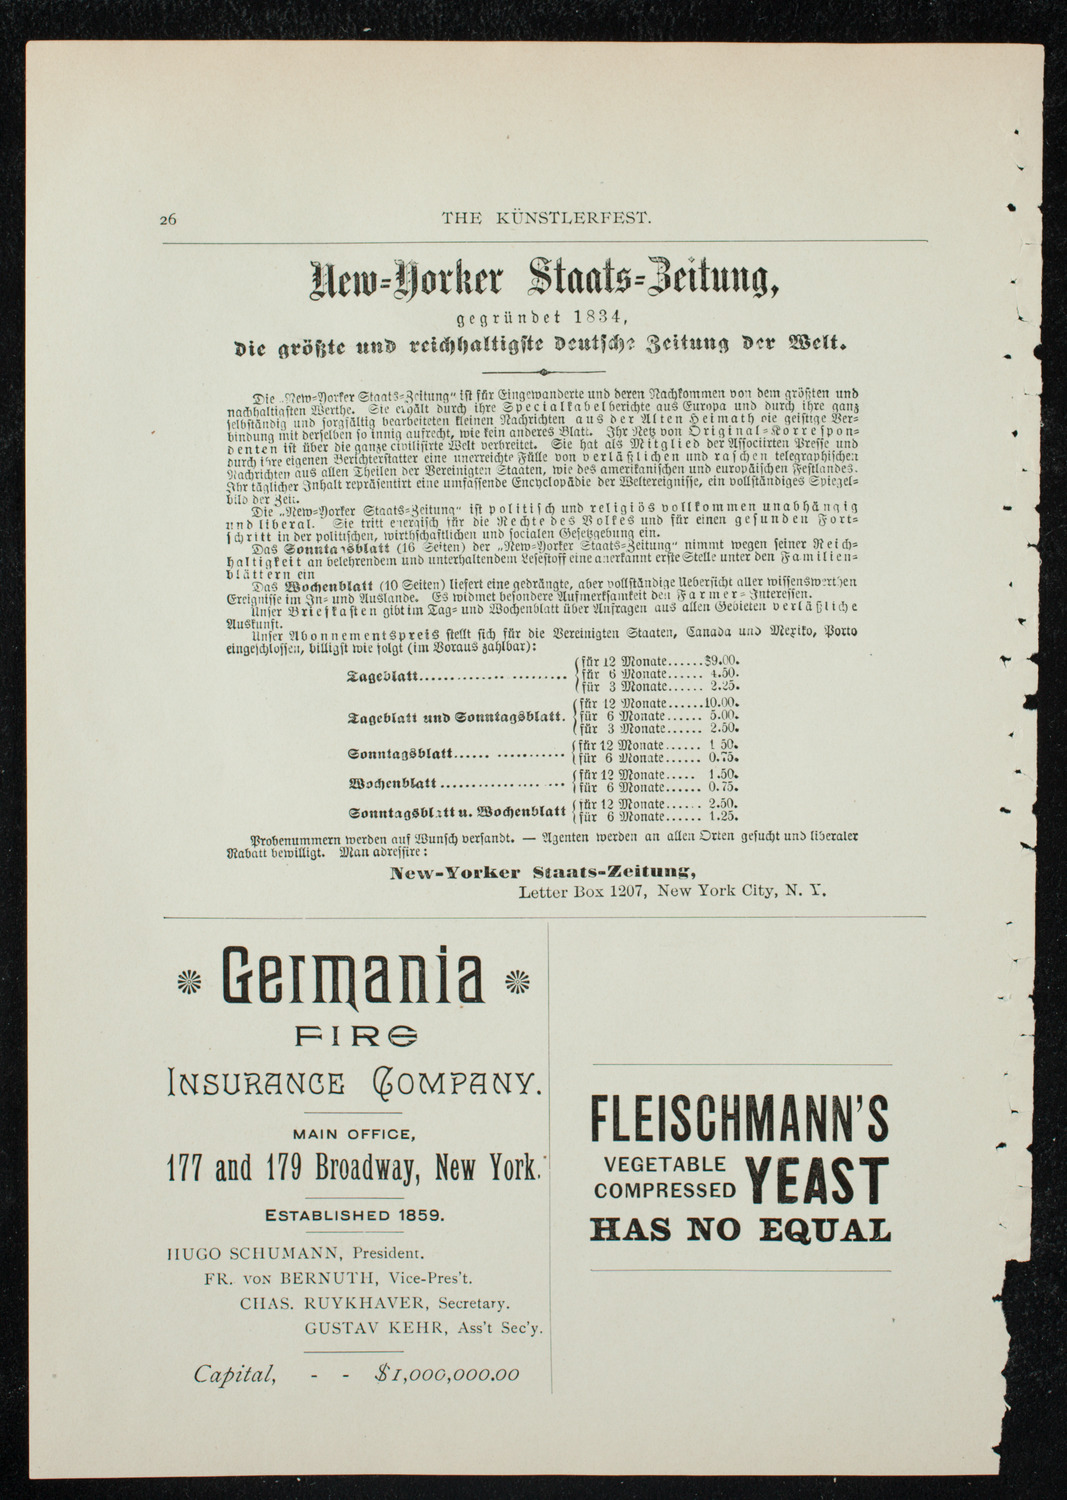 26
THE KÜNSTLERFEST.
New-Yorker Staats-Zeitung,
gegründet 1834,
die größte und reichhaltigste deutsche Zeitung der Welt.
Die „New-Yorker Staats-Zeitung“ ist für Eingewanderte und deren Nachkommen von dem größten und
nachhaltigsten Werthe. Sie erhält durch ihre Specialkabelberichte aus Europa und durch ihre ganz
selbständig und sorgfältig bearbeiteten kleinen Nachrichten aus der Alten Heimath die geistige Ver-
bindung mit derselben so innig aufrecht, wie kein anderes Blatt. Ihr Netz von Original-Korrespon-
denten ist über die ganze civilisirte Welt verbreitet. Sie hat als Mitglied der Associirten Presse und
durch ihre eigenen Berichterstatter eine unerreichte Fülle von verläßlichen und raschen telegraphischen
Nachrichten aus allen Theilen der Vereinigten Staaten, wie des amerikanischen und europäischen Festlandes.
Ihr täglicher Inhalt repräsentirt eine umfassende Encyclopädie der Weltereignisse, ein vollständiges Spiegel-
bild der Zeit.
Die „New-Yorker Staats-Zeitung“ ist politisch und religiös vollkommen unabhängig
und liberal. Sie tritt energisch für die Rechte des Volkes und für einen gesunden Fort-
schritt in der politischen, wirthschaftlichen und socialen Gesetzgebung ein.
Das Sonntagsblatt (16 Seiten) der „New-Yorker Staats-Zeitung“ nimmt wegen seiner Reich-
haltigkeit an belehrendem und unterhaltendem Lesestoff eine anerkannt erste Stelle unter den Familien-
blättern ein
Das Wochenblatt (10 Seiten) liefert eine gedrängte, aber vollständige Uebersicht aller wissenswerthen
Ereignisse im In- und Auslande. Es widmet besondere Aufmerksamkeit den Farmer-Interessen.
Unser Briefkasten gibt im Tag- und Wochenblatt über Anfragen aus allen Gebieten verläßliche
Auskunft.
Unser Abonnementspreis stellt sich für die Vereinigten Staaten, Canada und Mexiko, Porto
eingeschlossen, billigst wie folgt (im Voraus zahlbar):
Tageblatt.................... für 12 Monate......$9.00.
für 6 Monate...... 4.50.
für 3 Monate...... 2.25.
Tageblatt und Sonntagsblatt. für 12 Monate......10.00.
für 6 Monate...... 5.00.
für 3 Monate...... 2.50.
Sonntagsblatt...... ........... für 12 Monate...... 1 50.
für 6 Monate...... 0.75.
Wochenblatt.................... für 12 Monate..... 1.50.
für 6 Monate...... 0.75.
Sonntagsblatt u. Wochenblatt für 12 Monate...... 2.50.
für 6 Monate...... 1.25.
Probenummern werden auf Wunsch versandt. — Agenten werden an allen Orten gesucht und liberaler
Rabatt bewilligt. Man adressire:
New-Yorker Staats-Zeitung,
Letter Box 1207, New York City, N. Y.
Germania
FIRE
INSURANCE COMPANY.
MAIN OFFICE,
177 and 179 Broadway, New York.
ESTABLISHED 1859.
HUGO SCHUMANN, President.
FR. VON BERNUTH, Vice-Pres't.
CHAS. RUYKHAVER, Secretary.
GUSTAV KEHR, Ass't Sec'y.
Capital, - - $1,000,000.00
FLEISCHMANN'S
VEGETABLE
COMPRESSED YEAST
HAS NO EQUAL